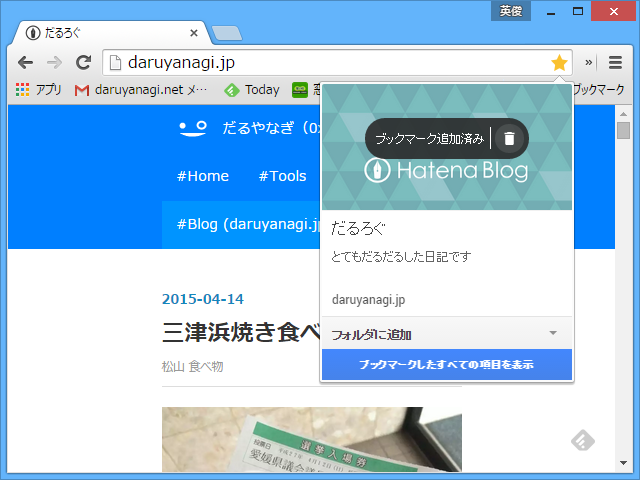 英俊
だるろぐ
daruyanagi.jp
»
アプリ
daruyanagi.net メ…
Today
ブックマーク
だるやなぎ（0x
#Home
#Tools
#Blog (daruyanagi.jp
ブックマーク追加済み
Hatena Blog
だるろぐ
とてもだるだるした日記です
daruyanagi.jp
フォルダに追加
ブックマークしたすべての項目を表示
2015-04-14
三津浜焼き食べ
松山 食べ物
選挙入場券
投票日
愛媛県議会議